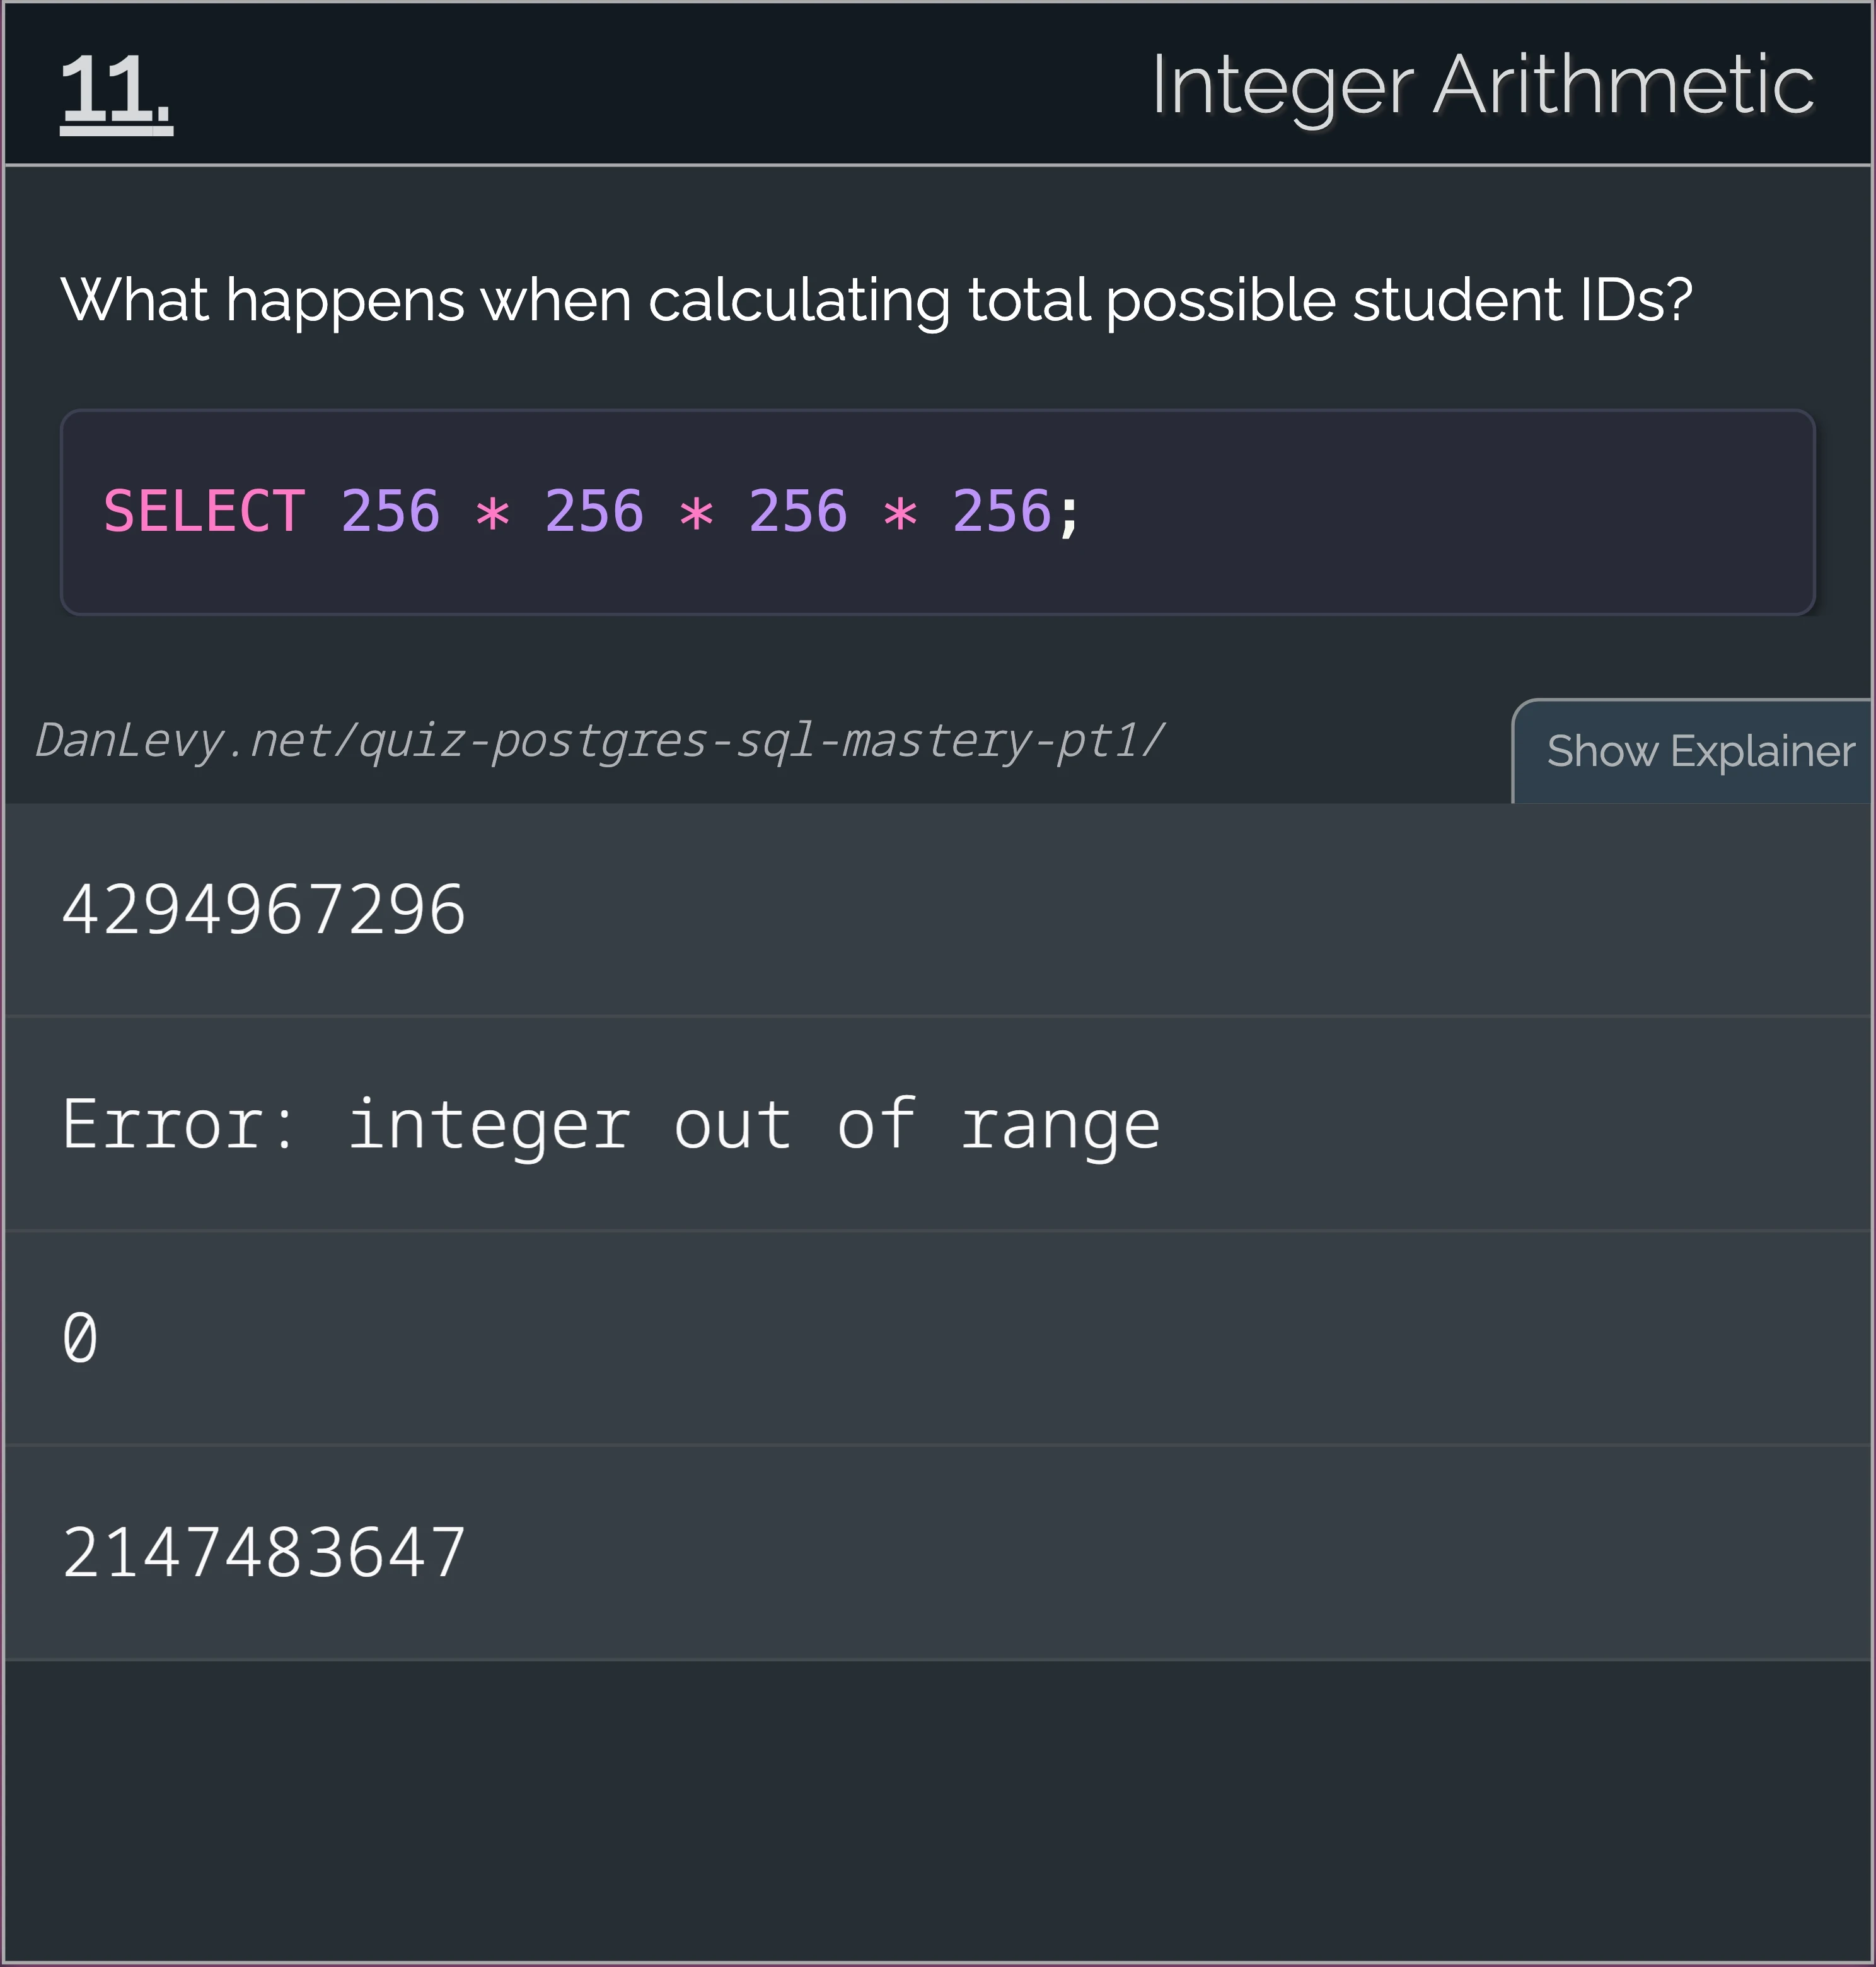 11.
Integer Arithmetic
What happens when calculating total possible student IDs?
SELECT 256 * 256 * 256 * 256;
DanLevy.net/quiz-postgres-sql-mastery-pt1/
Show Explainer
4294967296
Error: integer out of range
0
2147483647